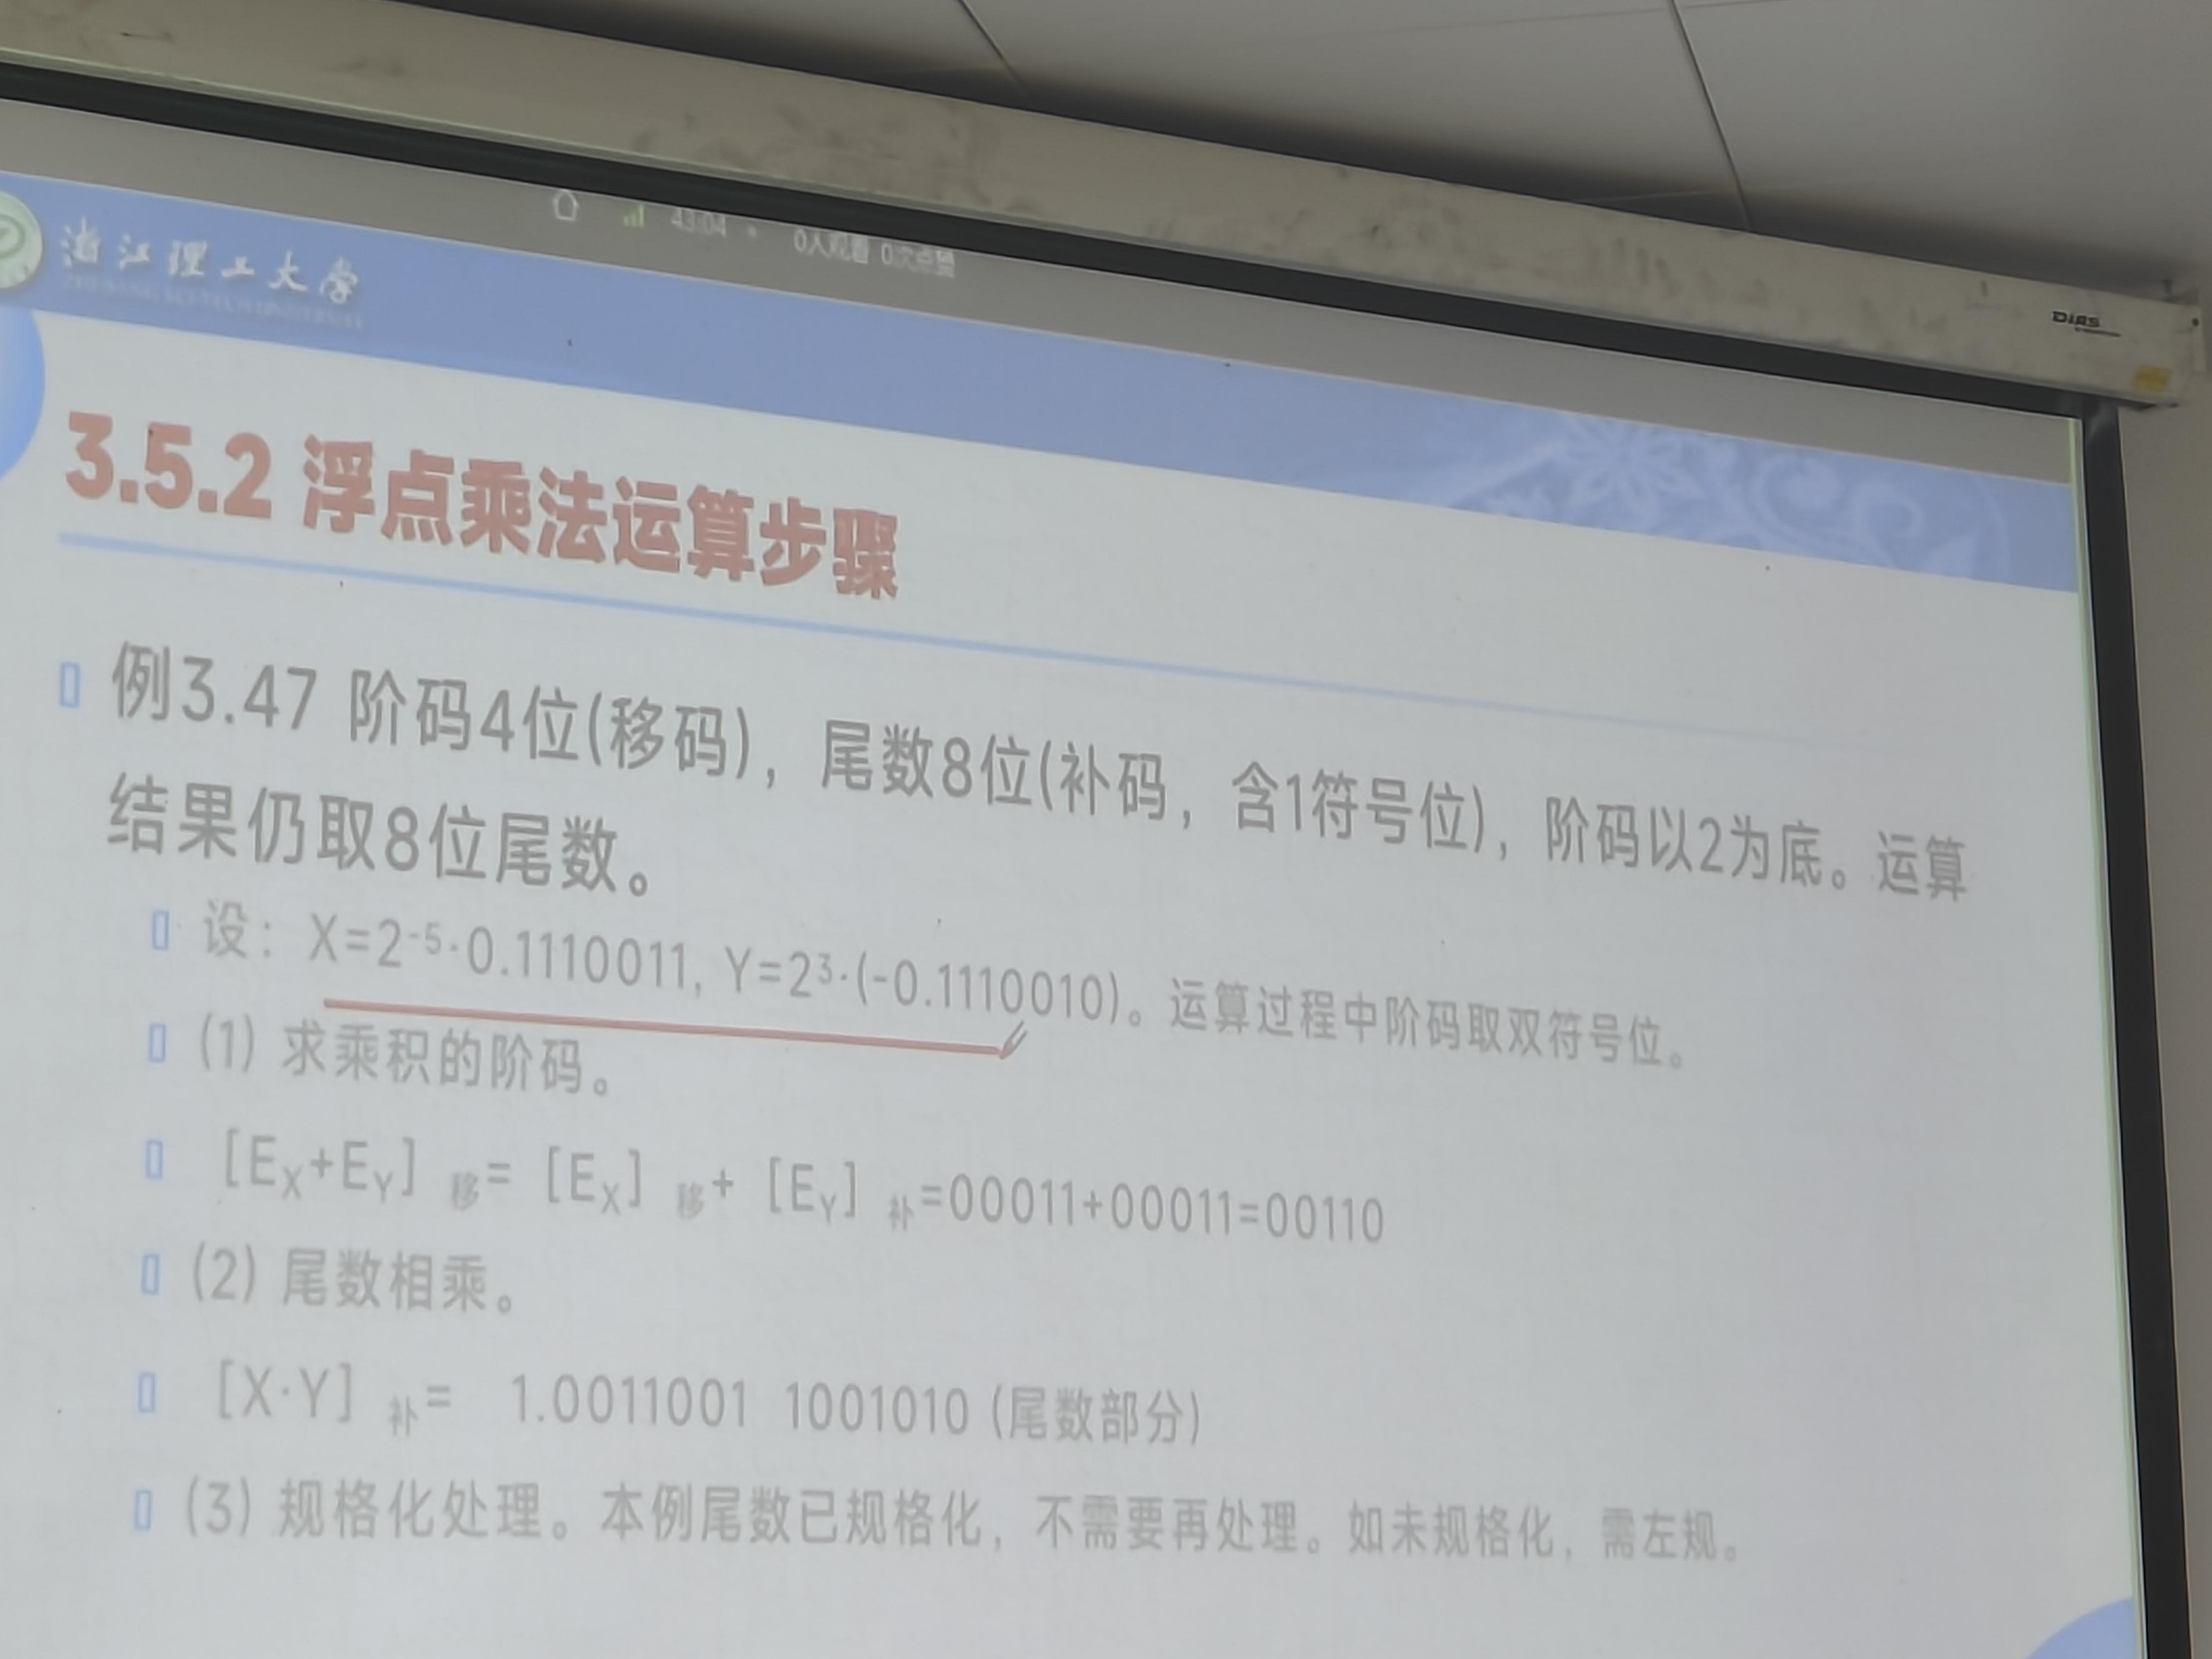 43:04 • 0人观看 0次点赞
浙江理工大学
3.5.2 浮点乘法运算步骤
例3.47 阶码4位(移码)，尾数8位(补码，含1符号位)，阶码以2为底。运算
结果仍取8位尾数。
设：X=2⁻⁵·0.1110011, Y=2³·(-0.1110010)。运算过程中阶码取双符号位。
(1) 求乘积的阶码。
[E_X+E_Y]移= [E_X]移+ [E_Y]补=00011+00011=00110
(2) 尾数相乘。
[X·Y]补= 1.0011001 1001010 (尾数部分)
(3) 规格化处理。本例尾数已规格化，不需要再处理。如未规格化，需左规。